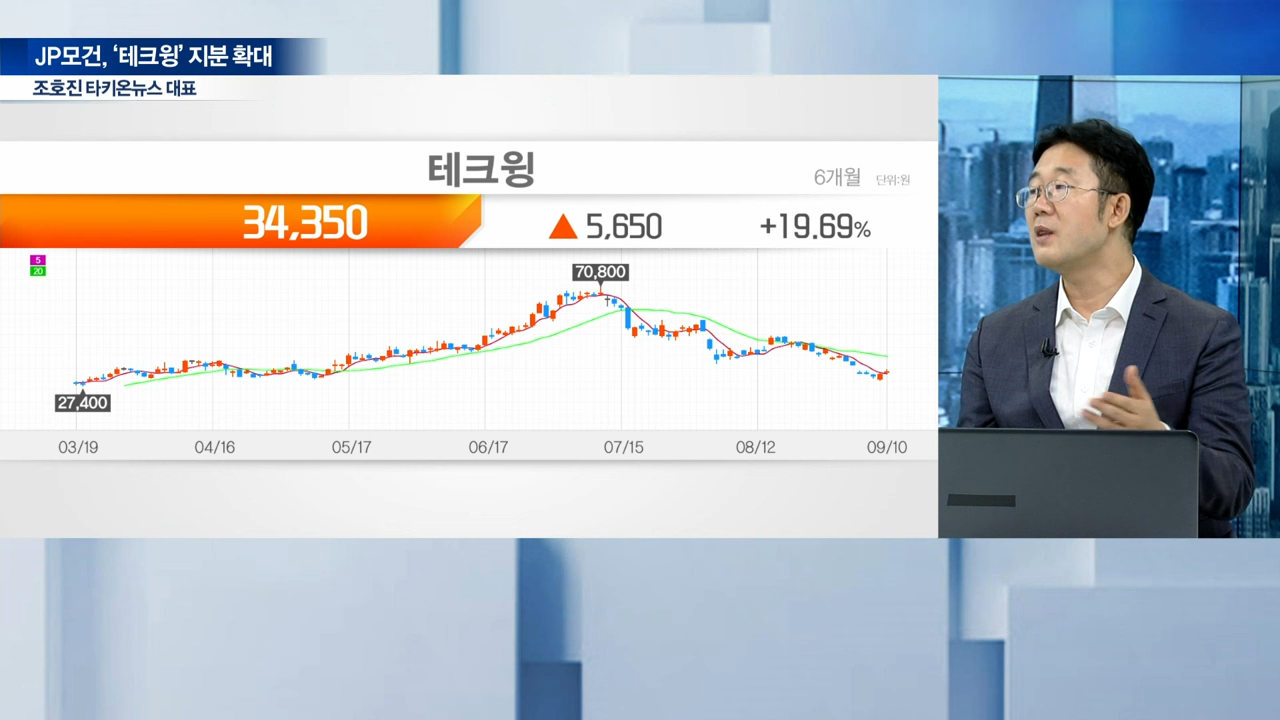 JP모건, ‘테크윙’ 지분 확대
조호진 타키온뉴스 대표
테크윙
6개월 단위:원
34,350 ▲ 5,650 +19.69%
5
20
70,800
27,400
03/19 04/16 05/17 06/17 07/15 08/12 09/10